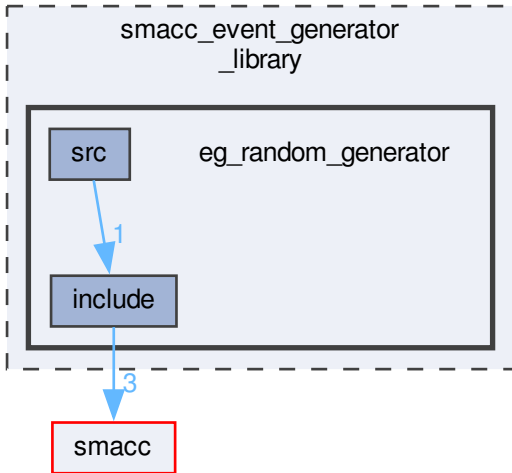 smacc_event_generator
_library
src
eg_random_generator
1
include
3
smacc